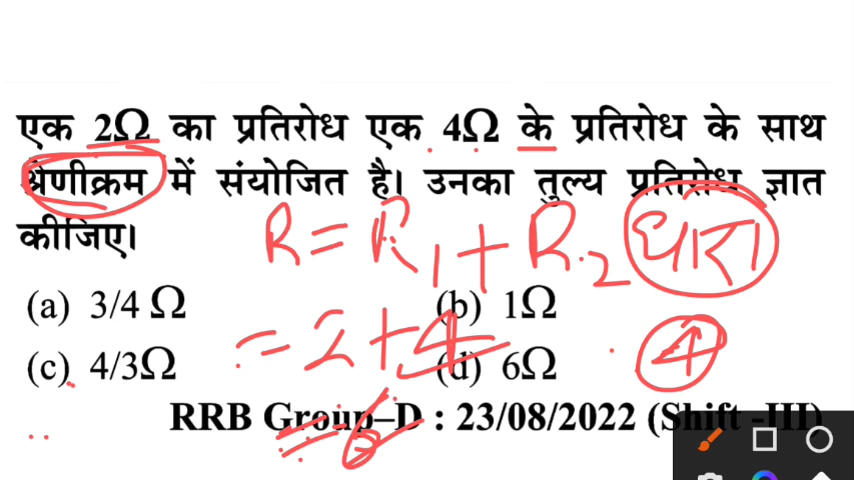 एक 2Ω का प्रतिरोध एक 4Ω के प्रतिरोध के साथ
श्रेणीक्रम में संयोजित है। उनका तुल्य प्रतिरोध ज्ञात
कीजिए।
R = R1 + R2 धारा
(a) 3/4 Ω (b) 1Ω
= 2 + 4
(c) 4/3Ω (d) 6Ω
RRB Group–D : 23/08/2022 (Shift -III)
= 6